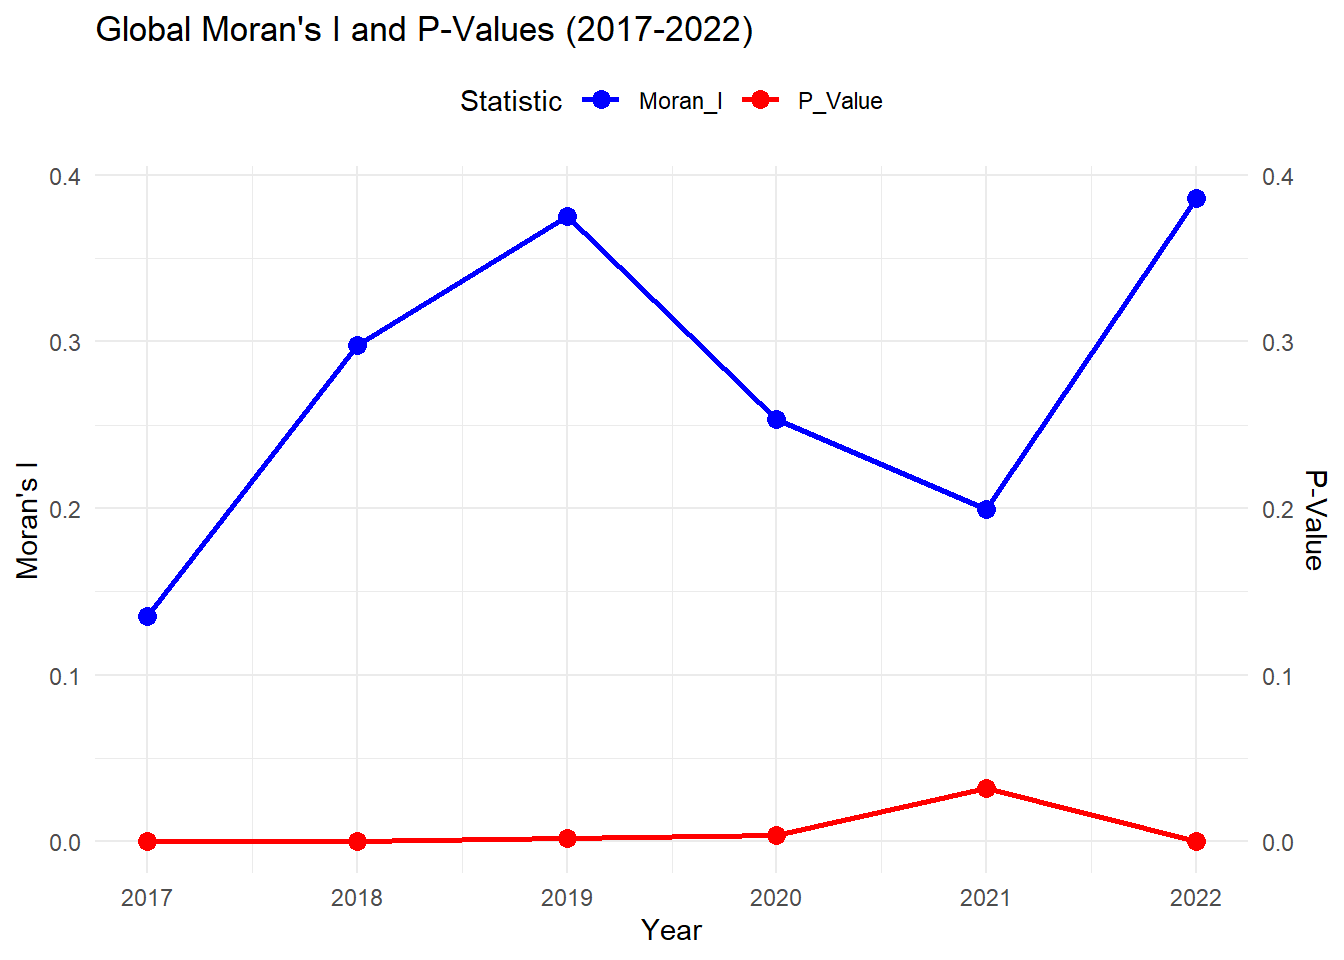 Global Moran's I and P-Values (2017-2022)
Statistic Moran_I P_Value
0.4 0.4
0.3 0.3
0.2 0.2
0.1 0.1
0.0 0.0
Moran's I
P-Value
2017 2018 2019 2020 2021 2022
Year